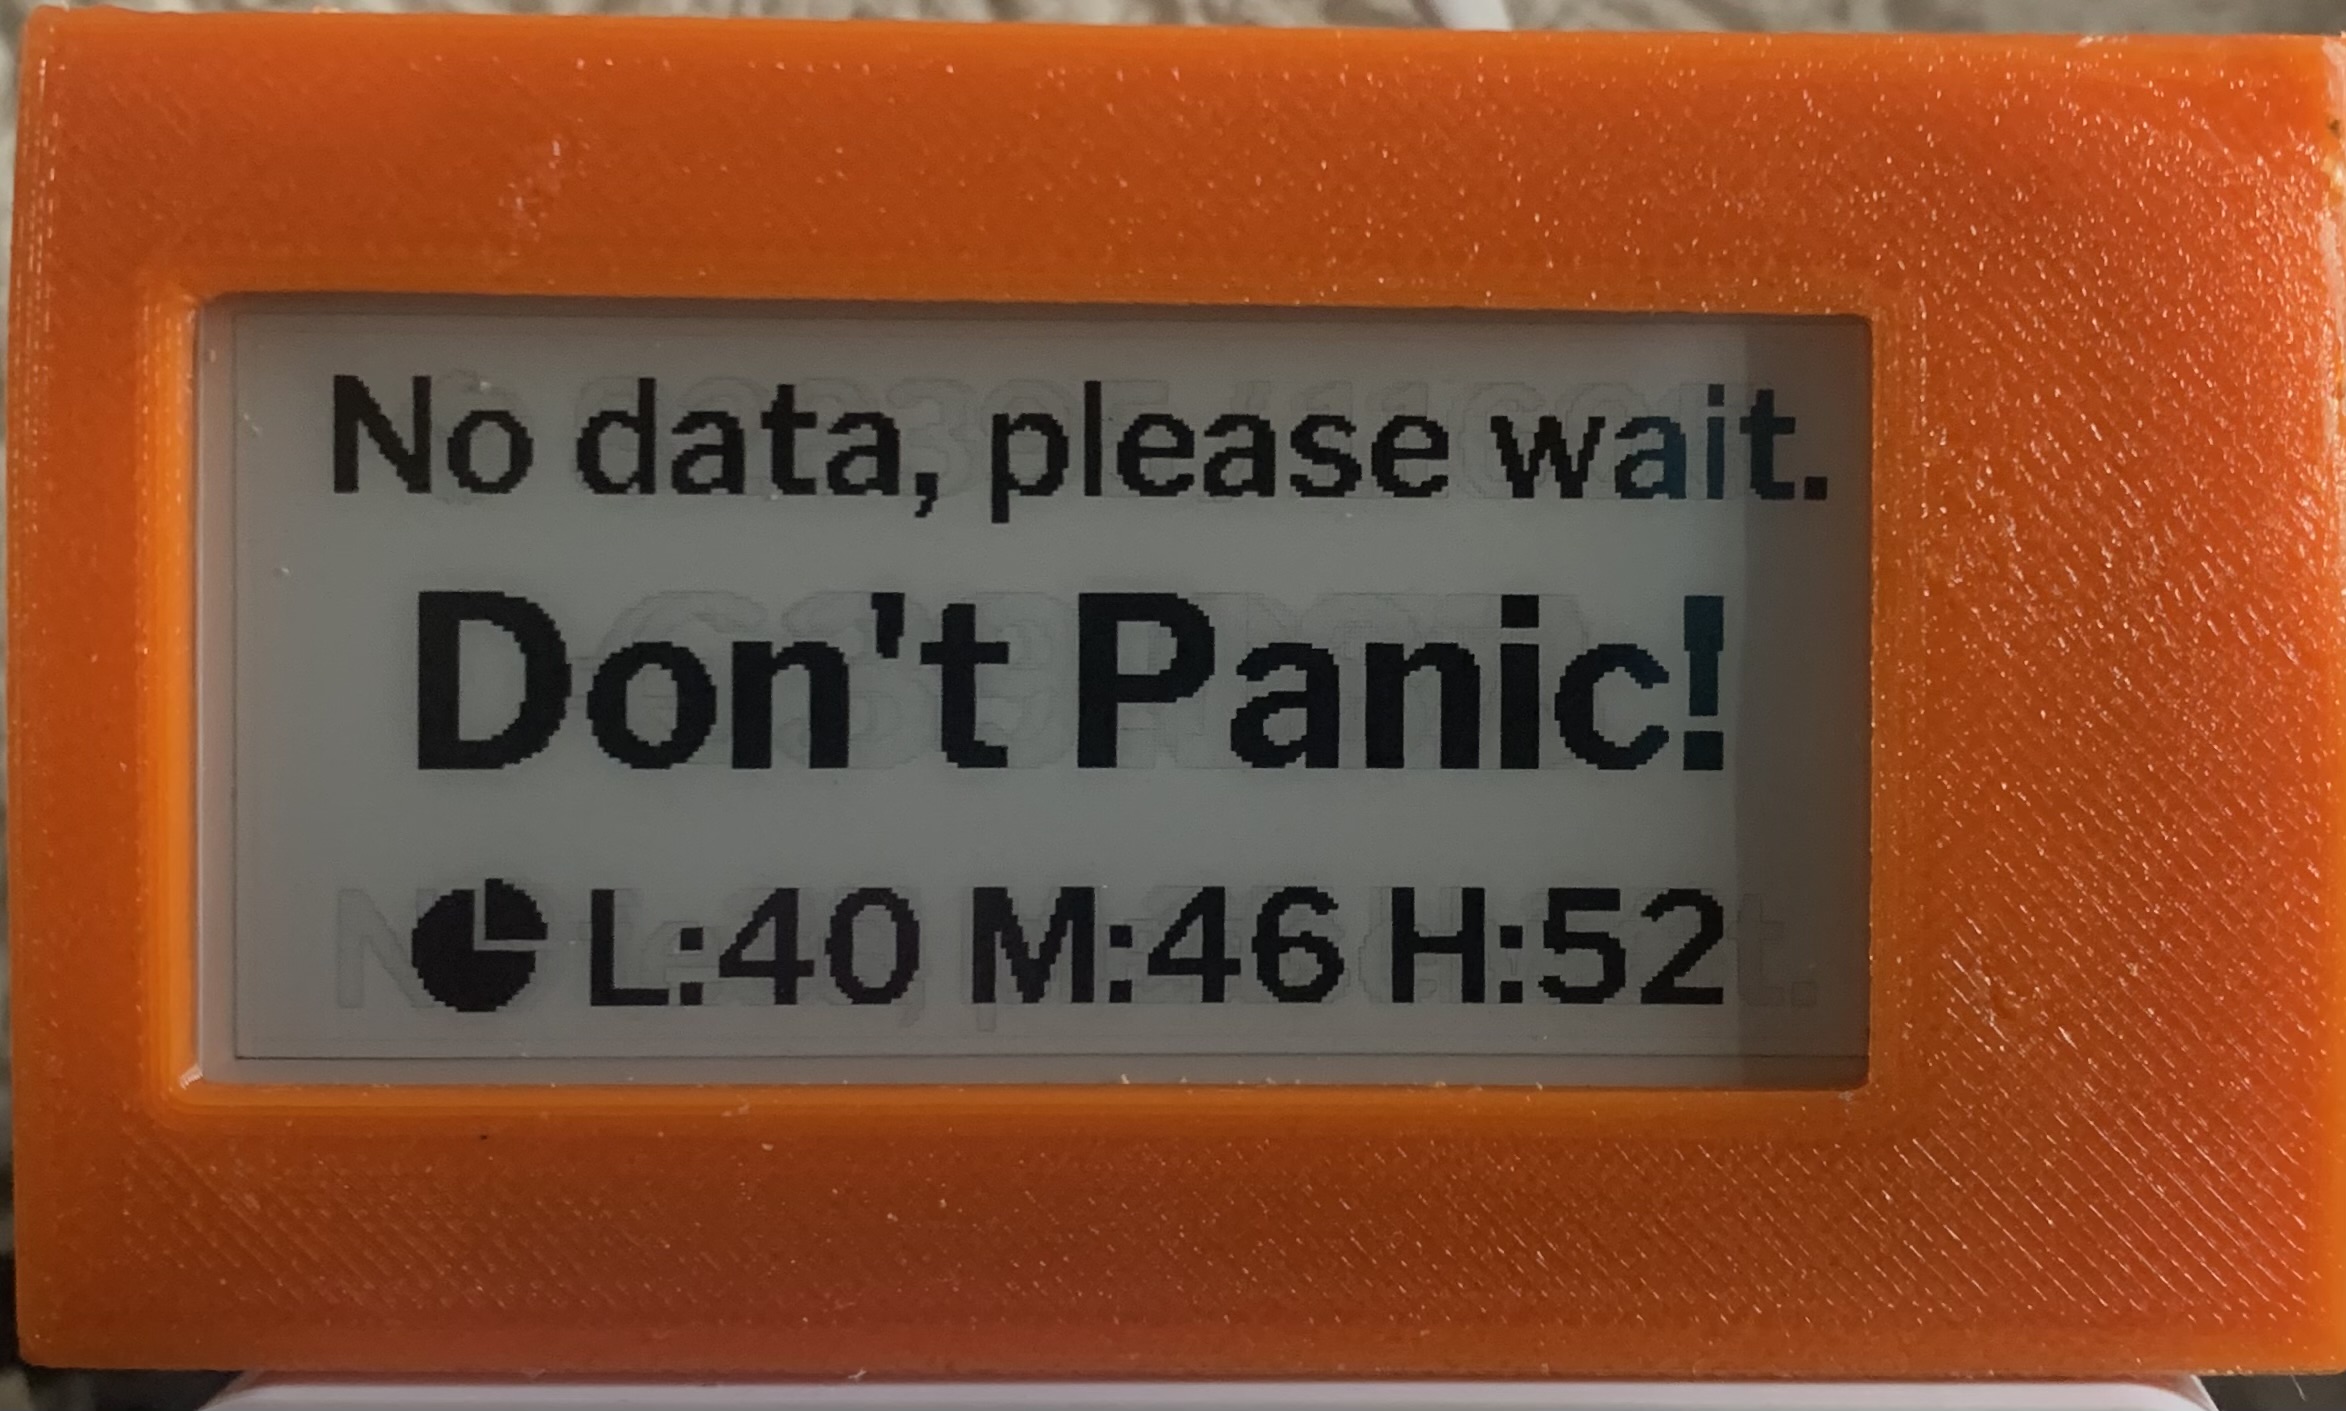 No data, please wait.
Don't Panic!
L:40 M:46 H:52